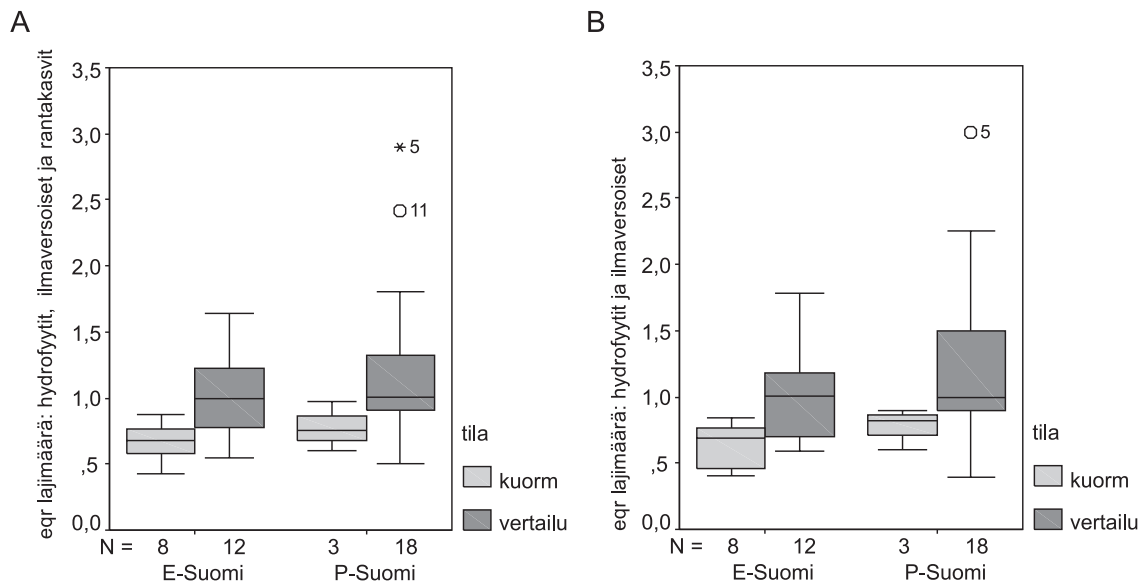 A
eqr lajimäärä: hydrofyytit, ilmaversoiset ja rantakasvit
3,5
3,0
2,5
2,0
1,5
1,0
,5
0,0
*5
11
N = 8 12 3 18
E-Suomi P-Suomi
tila
kuorm
vertailu
B
eqr lajimäärä: hydrofyytit ja ilmaversoiset
3,5
3,0
2,5
2,0
1,5
1,0
,5
0,0
5
N = 8 12 3 18
E-Suomi P-Suomi
tila
kuorm
vertailu